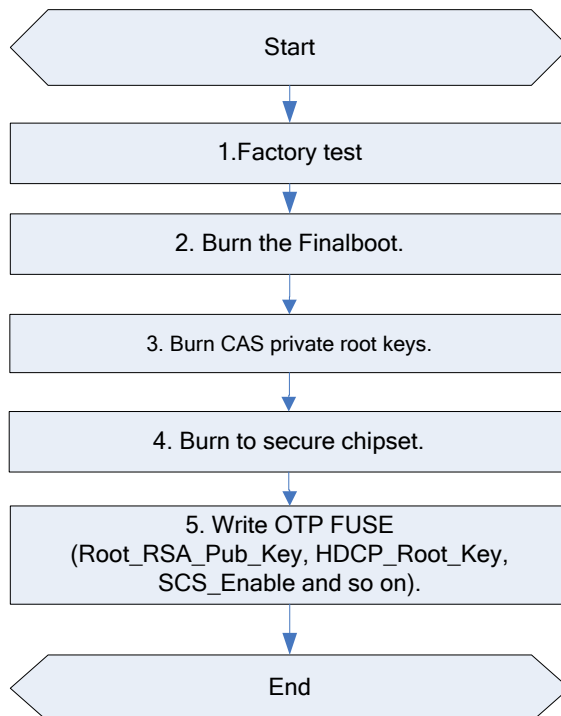 Start
1.Factory test
2. Burn the Finalboot.
3. Burn CAS private root keys.
4. Burn to secure chipset.
5. Write OTP FUSE
(Root_RSA_Pub_Key, HDCP_Root_Key,
SCS_Enable and so on).
End